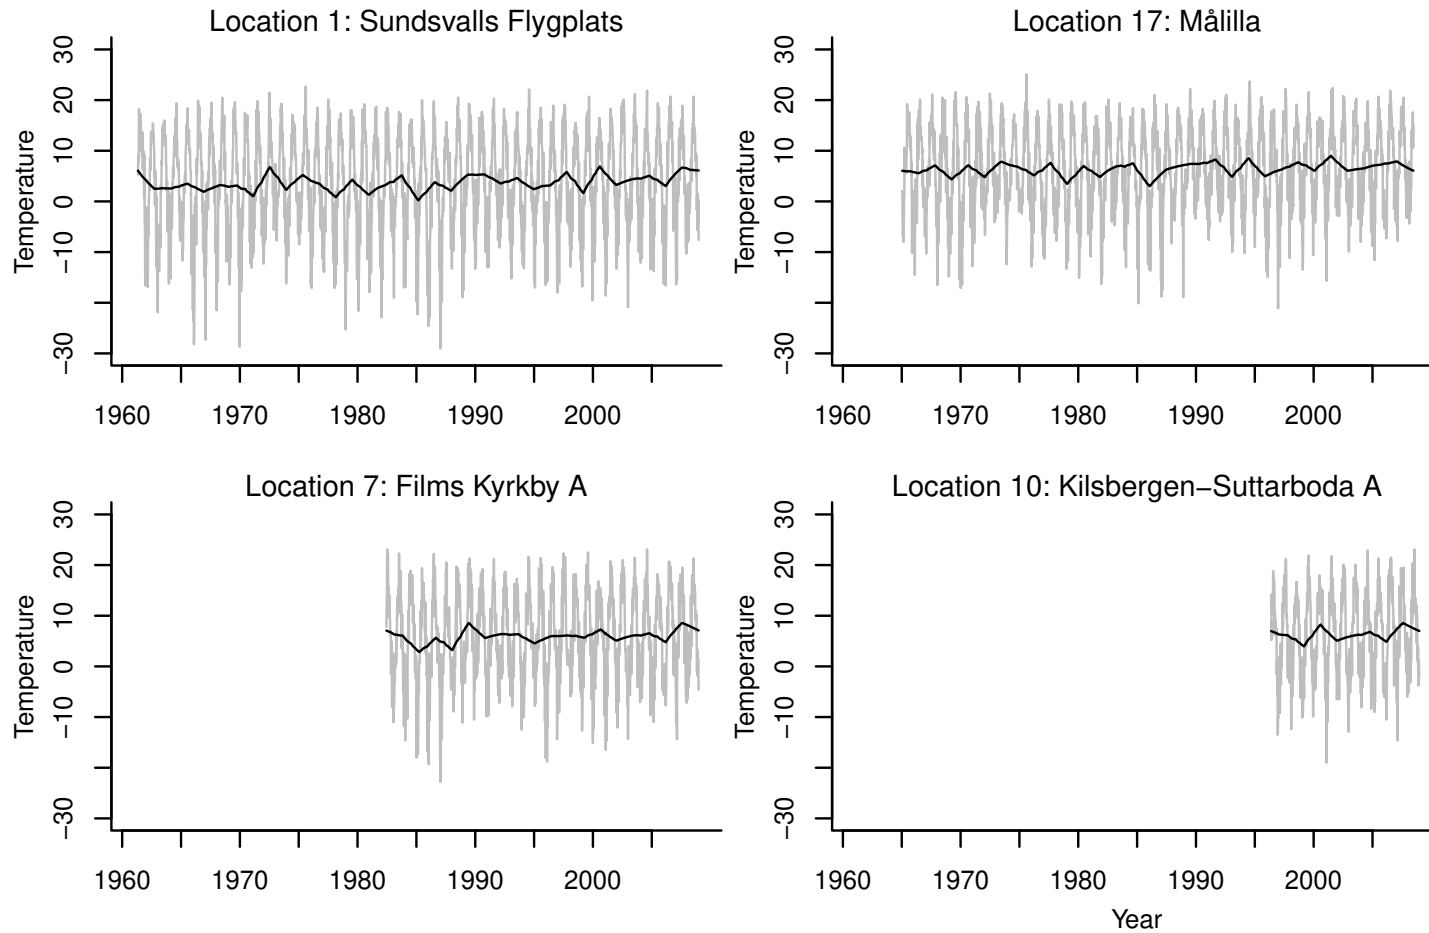 Location 1: Sundsvalls Flygplats
Temperature
30
20
10
0
−10
−30
1960 1970 1980 1990 2000
Location 17: Målilla
Temperature
30
20
10
0
−10
−30
1960 1970 1980 1990 2000
Location 7: Films Kyrkby A
Temperature
30
20
10
0
−10
−30
1960 1970 1980 1990 2000
Location 10: Kilsbergen−Suttarboda A
Temperature
30
20
10
0
−10
−30
1960 1970 1980 1990 2000
Year